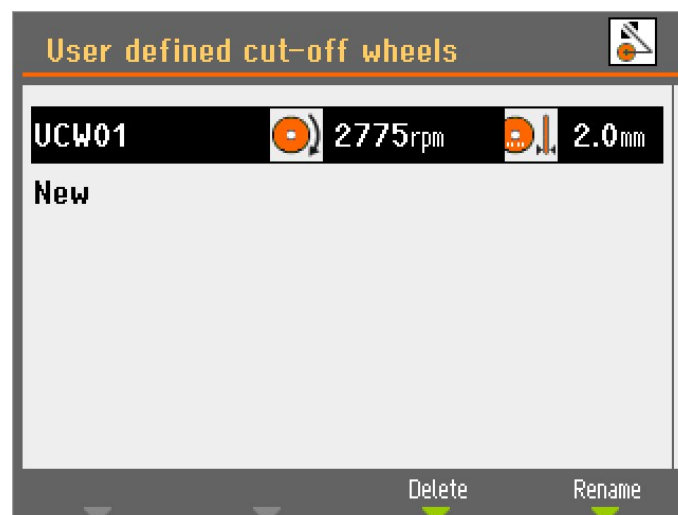 User defined cut-off wheels
UCW01 2775rpm 2.0mm
New
Delete Rename